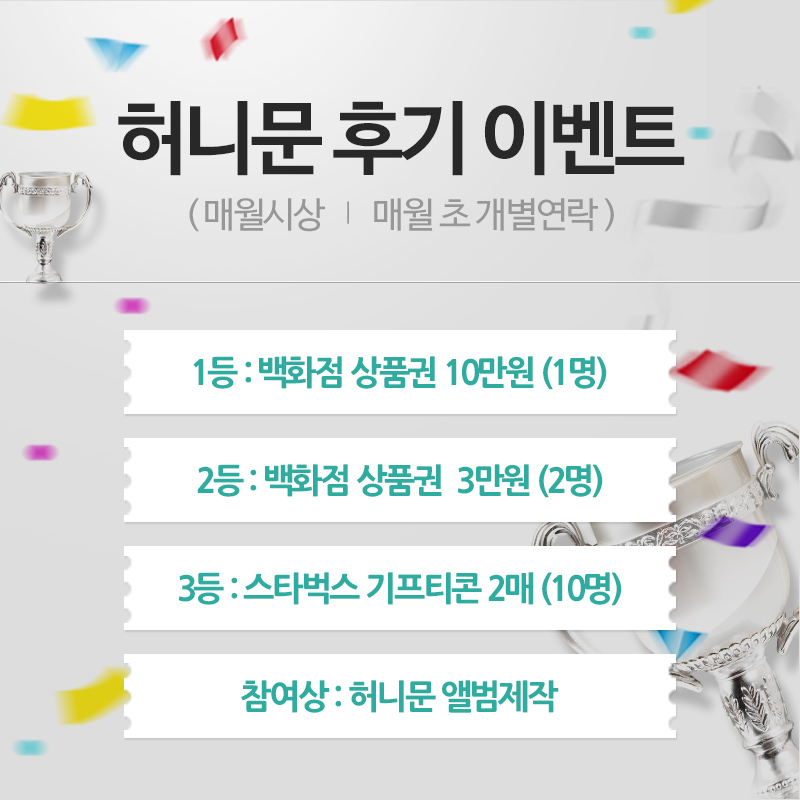 허니문 후기 이벤트
( 매월시상 | 매월 초 개별연락 )
1등 : 백화점 상품권 10만원 (1명)
2등 : 백화점 상품권 3만원 (2명)
3등 : 스타벅스 기프티콘 2매 (10명)
참여상 : 허니문 앨범제작